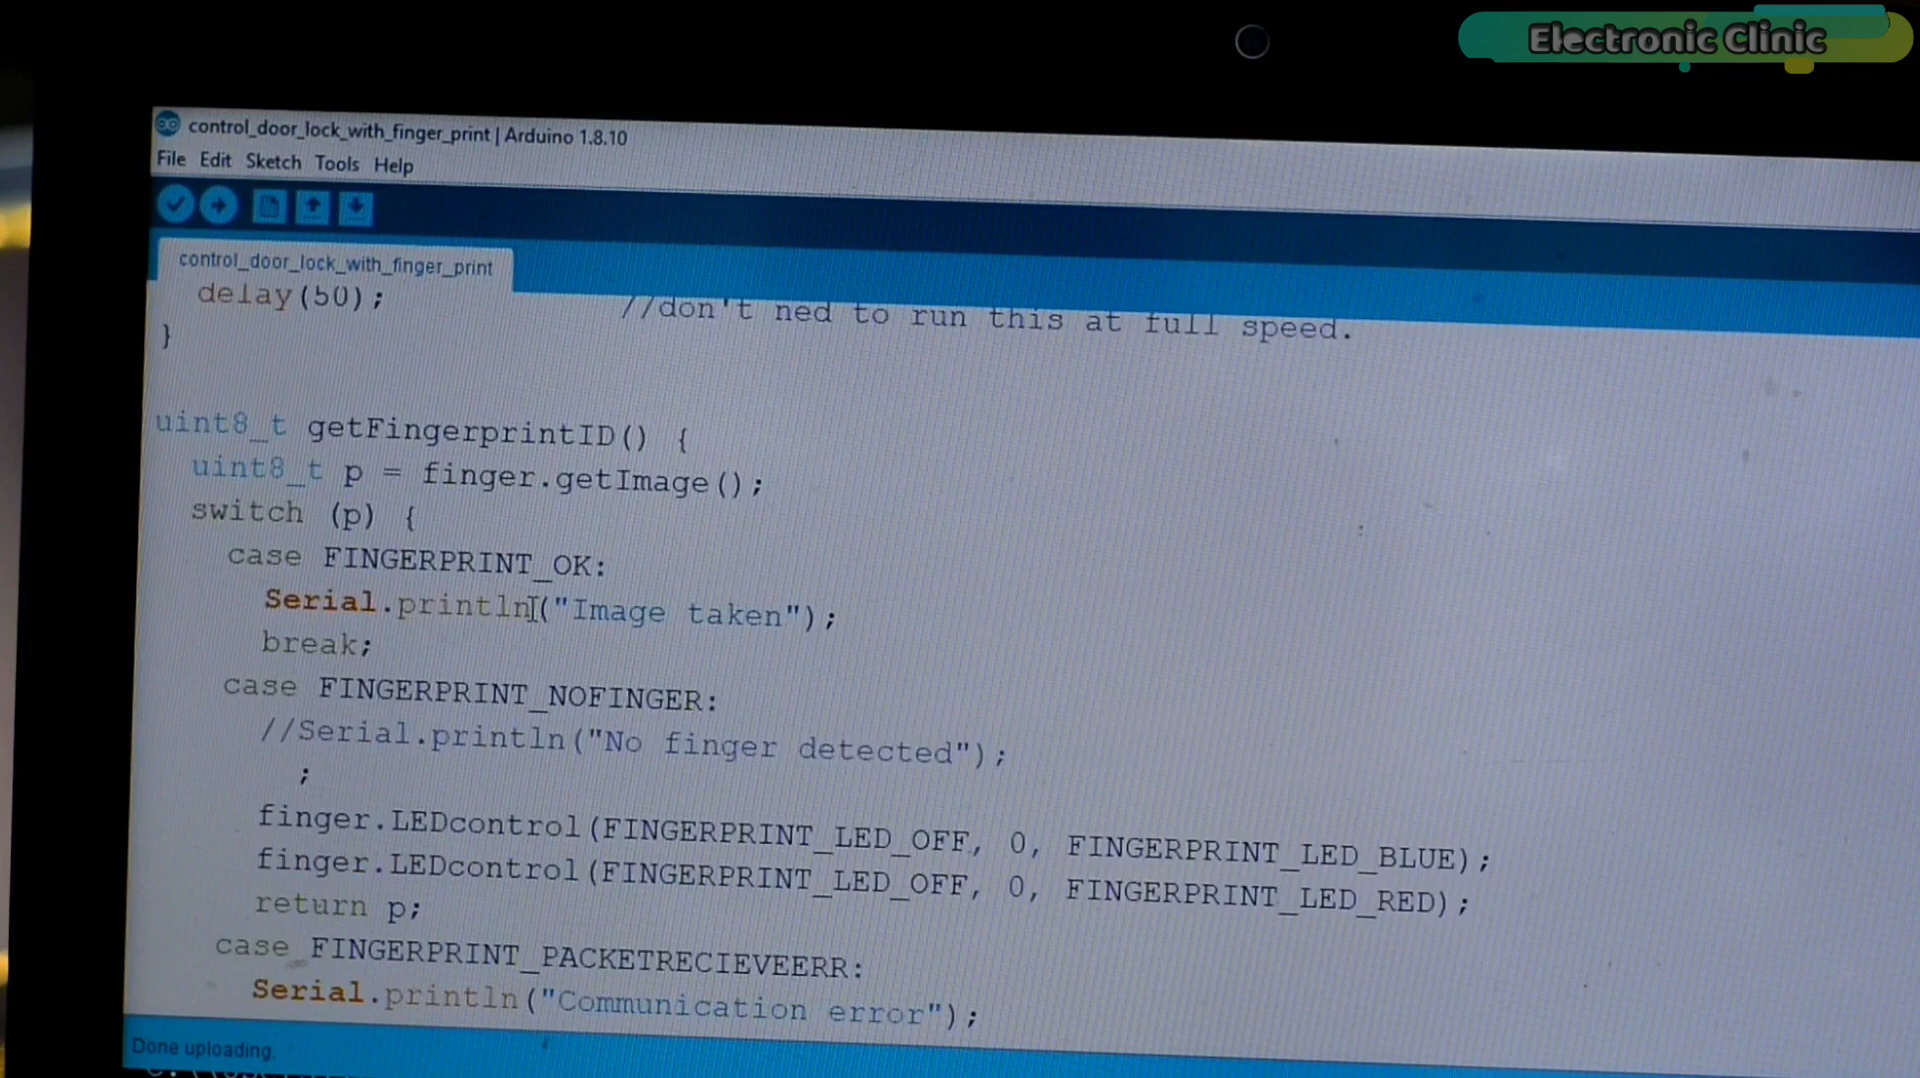 Electronic Clinic
control_door_lock_with_finger_print | Arduino 1.8.10
File Edit Sketch Tools Help
control_door_lock_with_finger_print
delay(50); //don't ned to run this at full speed.
}
uint8_t getFingerprintID() {
uint8_t p = finger.getImage();
switch (p) {
case FINGERPRINT_OK:
Serial.println("Image taken");
break;
case FINGERPRINT_NOFINGER:
//Serial.println("No finger detected");
;
finger.LEDcontrol(FINGERPRINT_LED_OFF, 0, FINGERPRINT_LED_BLUE);
finger.LEDcontrol(FINGERPRINT_LED_OFF, 0, FINGERPRINT_LED_RED);
return p;
case FINGERPRINT_PACKETRECIEVEERR:
Serial.println("Communication error");
Done uploading.